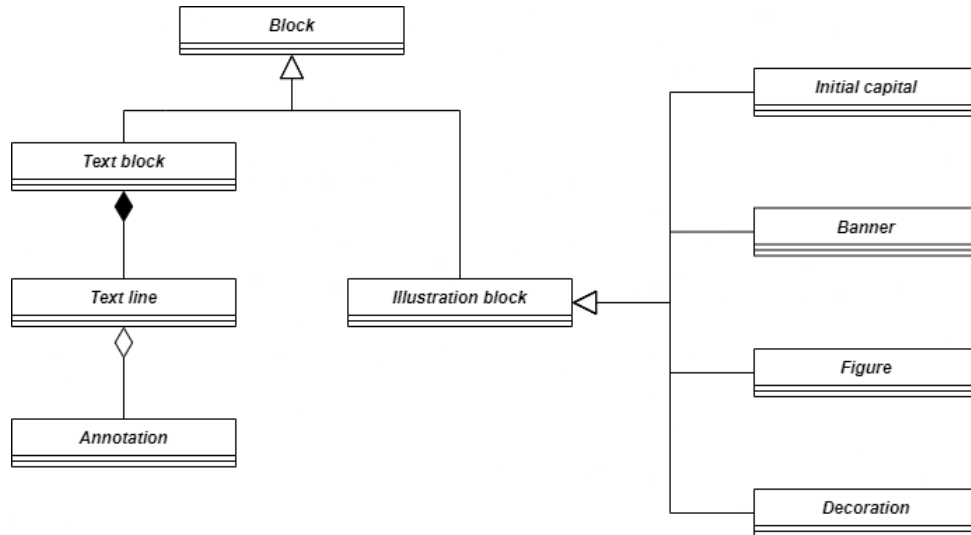 Block
Initial capital
Text block
Banner
Text line
Illustration block
Figure
Annotation
Decoration